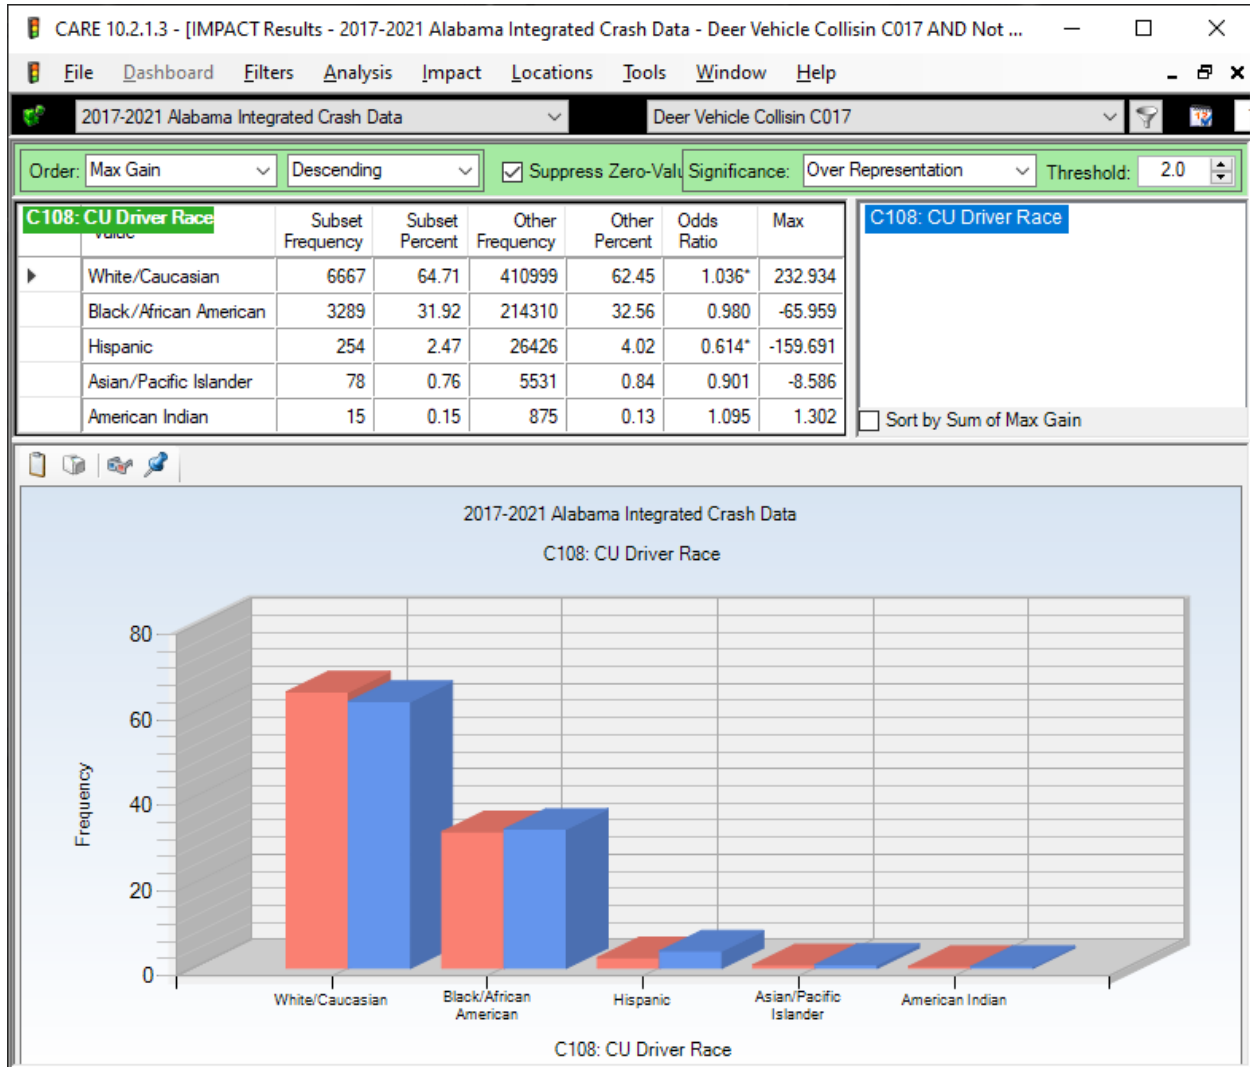 CARE 10.2.1.3 - [IMPACT Results - 2017-2021 Alabama Integrated Crash Data - Deer Vehicle Collisin C017 AND Not ...
File Dashboard Filters Analysis Impact Locations Tools Window Help
2017-2021 Alabama Integrated Crash Data Deer Vehicle Collisin C017
Order: Max Gain Descending Suppress Zero-Valu Significance: Over Representation Threshold: 2.0
C108: CU Driver Race Subset Frequency Subset Percent Other Frequency Other Percent Odds Ratio Max
White/Caucasian 6667 64.71 410999 62.45 1.036* 232.934
Black/African American 3289 31.92 214310 32.56 0.980 -65.959
Hispanic 254 2.47 26426 4.02 0.614* -159.691
Asian/Pacific Islander 78 0.76 5531 0.84 0.901 -8.586
American Indian 15 0.15 875 0.13 1.095 1.302
C108: CU Driver Race
Sort by Sum of Max Gain
2017-2021 Alabama Integrated Crash Data
C108: CU Driver Race
Frequency
80
60
40
20
0
White/Caucasian
Black/African
American
Hispanic
Asian/Pacific
Islander
American Indian
C108: CU Driver Race